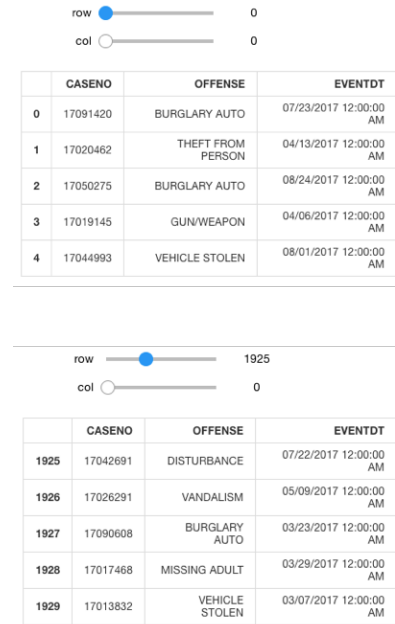 row 0
col 0
CASENO OFFENSE EVENTDT
0 17091420 BURGLARY AUTO 07/23/2017 12:00:00 AM
1 17020462 THEFT FROM PERSON 04/13/2017 12:00:00 AM
2 17050275 BURGLARY AUTO 08/24/2017 12:00:00 AM
3 17019145 GUN/WEAPON 04/06/2017 12:00:00 AM
4 17044993 VEHICLE STOLEN 08/01/2017 12:00:00 AM
row 1925
col 0
CASENO OFFENSE EVENTDT
1925 17042691 DISTURBANCE 07/22/2017 12:00:00 AM
1926 17026291 VANDALISM 05/09/2017 12:00:00 AM
1927 17090608 BURGLARY AUTO 03/23/2017 12:00:00 AM
1928 17017468 MISSING ADULT 03/29/2017 12:00:00 AM
1929 17013832 VEHICLE STOLEN 03/07/2017 12:00:00 AM